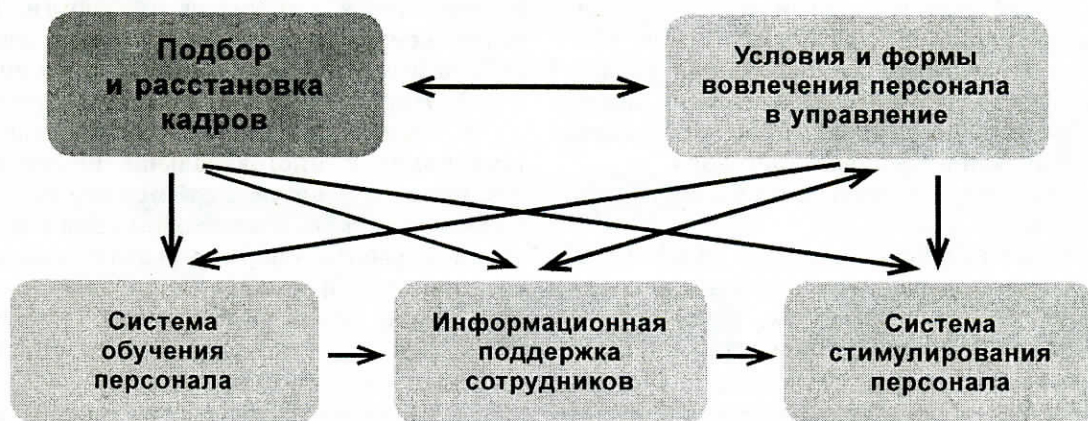 Подбор
и расстановка
кадров
Условия и формы
вовлечения персонала
в управление
Система
обучения
персонала
Информационная
поддержка
сотрудников
Система
стимулирования
персонала